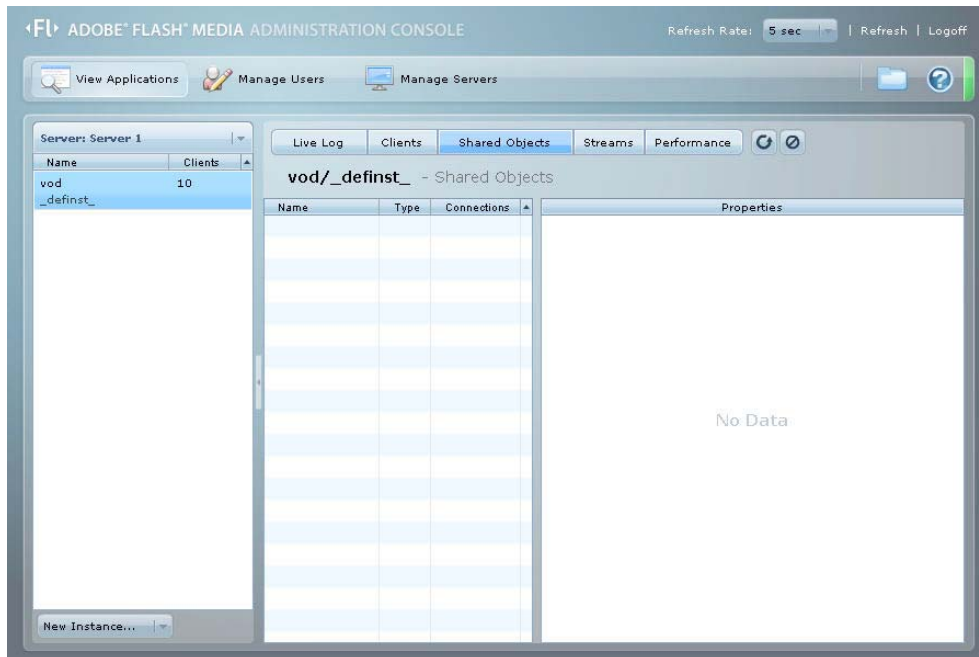 Fl ADOBE® FLASH® MEDIA ADMINISTRATION CONSOLE
Refresh Rate: 5 sec | Refresh | Logoff
View Applications Manage Users Manage Servers
Server: Server 1
Name Clients
vod 10
_definst_
New Instance...
Live Log Clients Shared Objects Streams Performance
vod/_definst_ - Shared Objects
Name Type Connections Properties
No Data